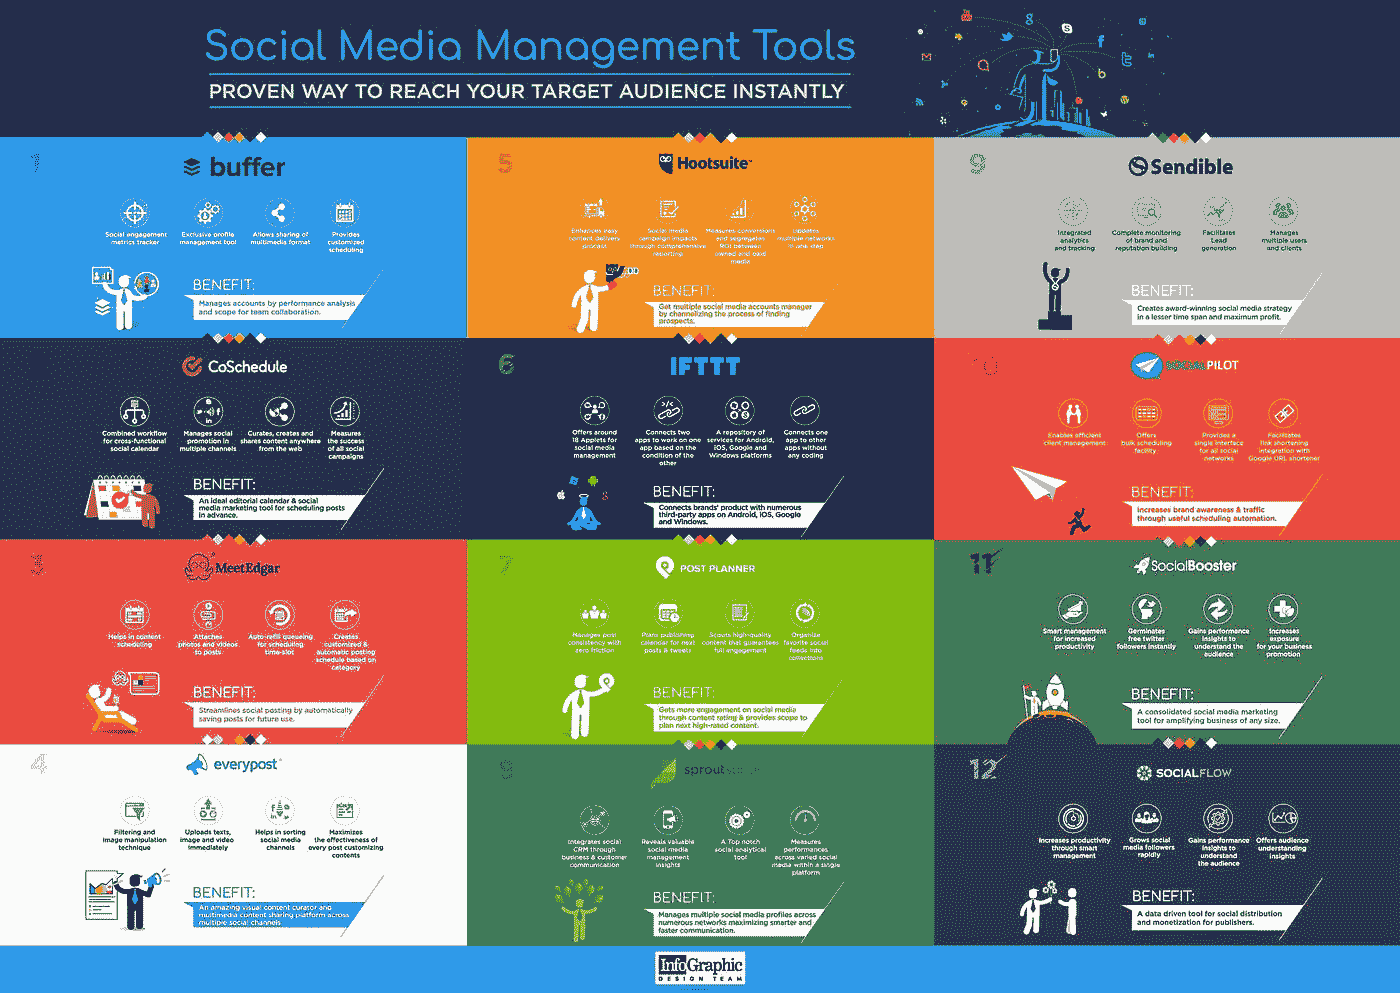 Social Media Management Tools
PROVEN WAY TO REACH YOUR TARGET AUDIENCE INSTANTLY
1
buffer
Social engagement
metrics tracker
Exclusive profile
management tool
Allows sharing of
multimedia format
Provides
customized
scheduling
BENEFIT:
Manages accounts by performance analysis
and scope for team collaboration.
CoSchedule
Combined workflow
for cross-functional
social calendar
Manages social
promotion in
multiple channels
Curates, creates and
shares content anywhere
from the web
Measures
the success
of all social
campaigns
BENEFIT:
An ideal editorial calendar & social
media marketing tool for scheduling posts
in advance.
3
MeetEdgar
Helps in content
scheduling
Attaches
photos and videos
to posts
Auto-refill queueing
for scheduling
time-slot
Creates
customized &
automatic posting
schedule based on
category
BENEFIT:
Streamlines social posting by automatically
saving posts for future use.
4
everypost
Filtering and
image manipulation
technique
Uploads texts,
image and video
immediately
Helps in sorting
social media
channels
Maximizes
the effectiveness of
every post customizing
contents
BENEFIT:
An amazing visual content curator and
multimedia content sharing platform across
multiple social channels
5
Hootsuite
Enhances easy
content delivery
process
Social media
campaign impacts
through comprehensive
reporting
Measures conversions
and segregates
ROI between
owned and paid
media
Updates
multiple networks
in one step
BENEFIT:
Get multiple social media accounts manager
by channelizing the process of finding
prospects.
6
IFTTT
Offers around
18 Applets for
social media
management
Connects two
apps to work on one
app based on the
condition of the
other
A repository of
services for Android,
iOS, Google and
Windows platforms
Connects one
app to other
apps without
any coding
BENEFIT:
Connects brands' product with numerous
third-party apps on Android, iOS, Google
and Windows.
7
POST PLANNER
Manages post
consistency with
zero friction
Plans publishing
calendar for next
posts & tweets
Scouts high-quality
content that guarantees
full engagement
Organize
favorite social
feeds into
collections
BENEFIT:
Gets more engagement on social media
through content rating & provides scope to
plan next high-rated content.
8
sprout
Integrates social
CRM through
business & customer
communication
Reveals valuable
social media
management
insights
A Top notch
social analytical
tool
Measures
performances
across varied social
media within a single
platform
BENEFIT:
Manages multiple social media profiles across
numerous networks maximizing smarter and
faster communication.
9
Sendible
Integrated
analytics
and tracking
Complete monitoring
of brand and
reputation building
Facilitates
Lead
generation
Manages
multiple users
and clients
BENEFIT:
Creates award-winning social media strategy
in a lesser time span and maximum profit.
10
SOCIAL PILOT
Enables efficient
client management
Offers
bulk scheduling
facility
Provides a
single interface
for all social
networks
Facilitates
link shortening
integration with
Google URL shortener
BENEFIT:
Increases brand awareness & traffic
through useful scheduling automation.
11
SocialBooster
Smart management
for increased
productivity
Germinates
free twitter
followers instantly
Gains performance
insights to
understand the
audience
Increases
exposure
for your business
promotion
BENEFIT:
A consolidated social media marketing
tool for amplifying business of any size.
12
SOCIALFLOW
Increases productivity
through smart
management
Grows social
media followers
rapidly
Gains performance
insights to
understand
the audience
Offers audience
understanding
insights
BENEFIT:
A data driven tool for social distribution
and monetization for publishers.
InfoGraphic
DESIGN TEAM